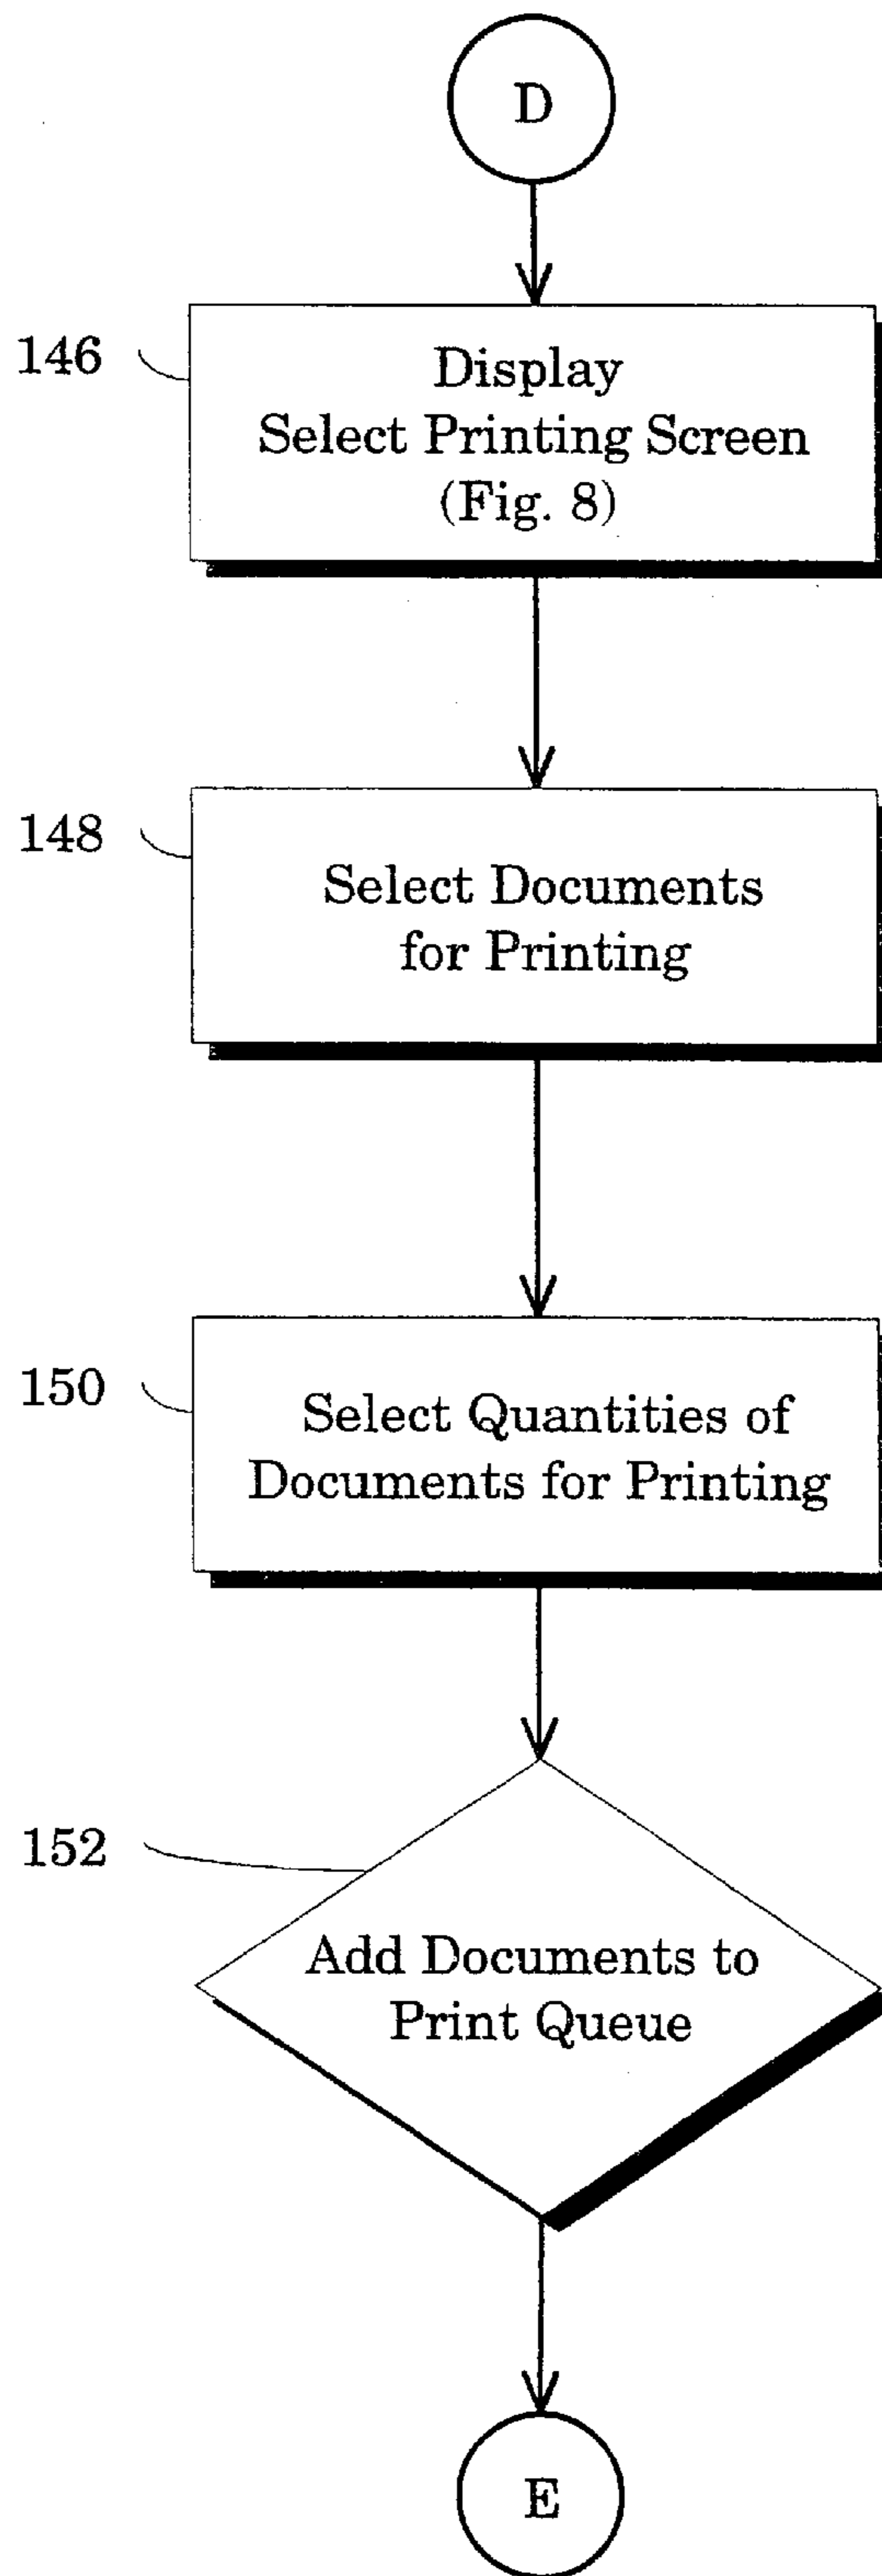 D
146
Display
Select Printing Screen
(Fig. 8)
148
Select Documents
for Printing
150
Select Quantities of
Documents for Printing
152
Add Documents to
Print Queue
E